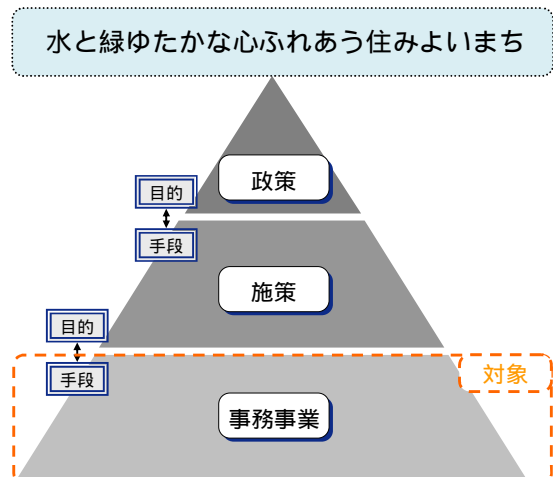 水と緑ゆたかな心ふれあう住みよいまち
政策
目的
手段
施策
目的
手段
対象
事務事業